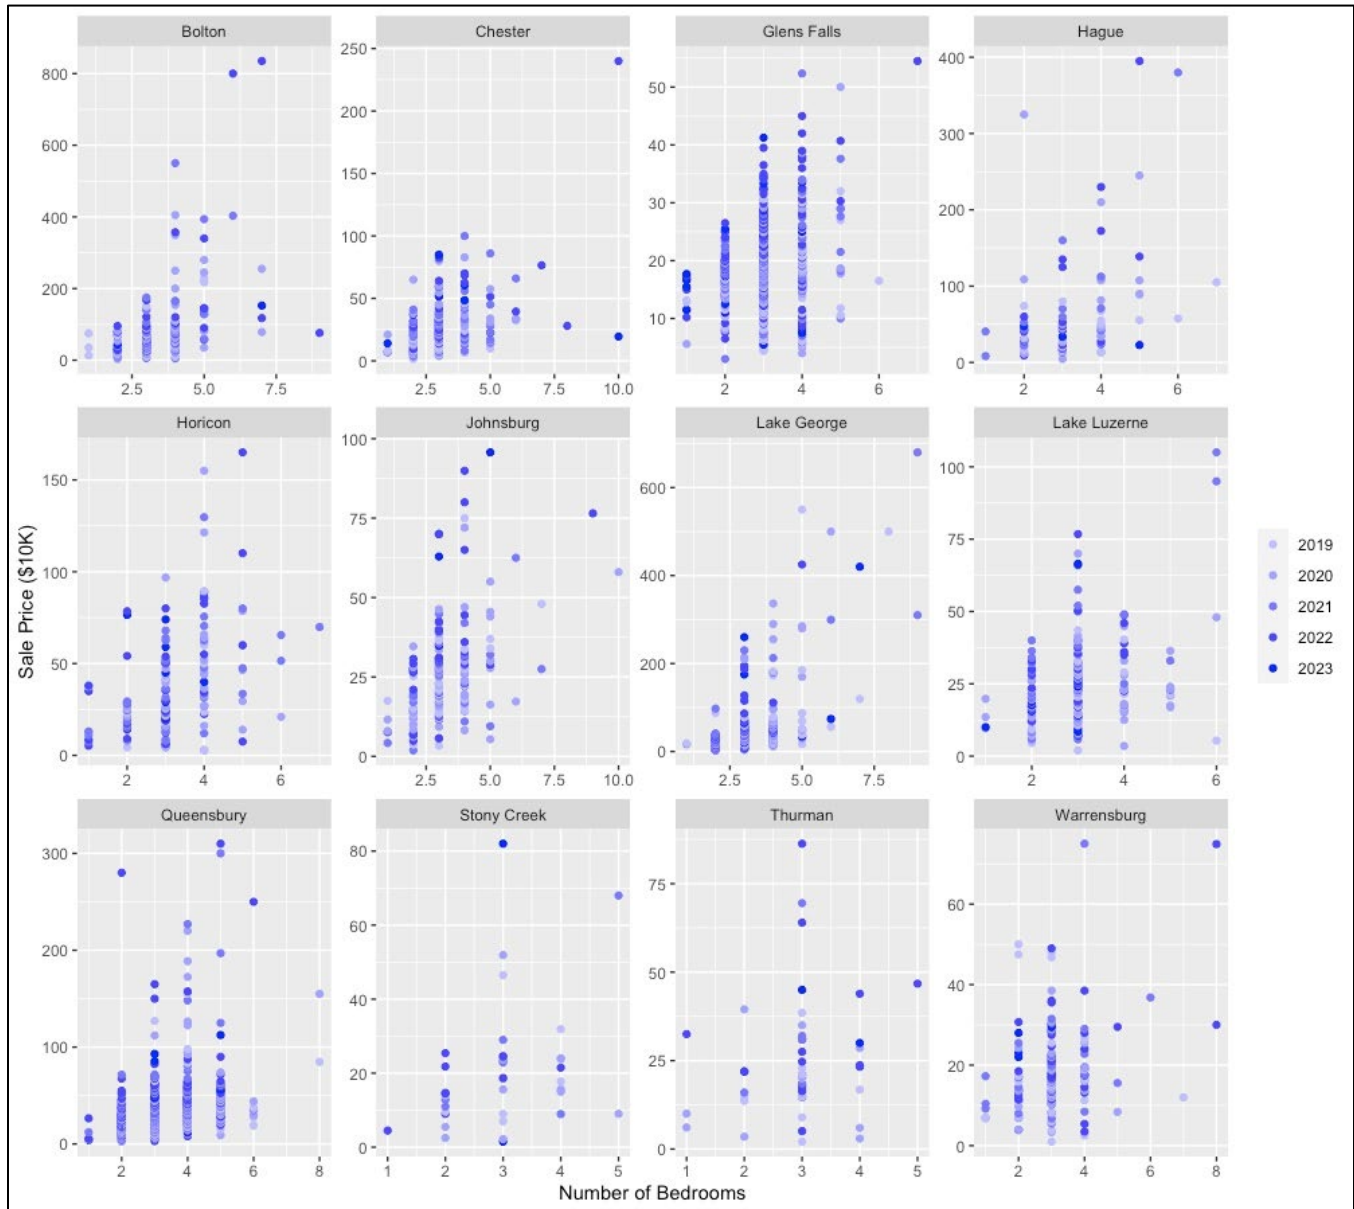 Bolton Chester Glens Falls Hague
800 250 50 400
600 200 40 300
400 150 30 200
200 100 20 100
0 50 10 0
0
2.5 5.0 7.5 2.5 5.0 7.5 10.0 2 4 6 2 4 6
Horicon Johnsburg Lake George Lake Luzerne
150 100 600 100
100 75 400 75
50 50 200 50
0 25 0 25
0 0
2 4 6 2.5 5.0 7.5 10.0 2.5 5.0 7.5 2 3 4 5 6
Queensbury Stony Creek Thurman Warrensburg
300 80 75 60
200 60 50 40
100 40 25 20
0 20 0 0
0
2 4 6 8 1 2 3 4 5 1 2 3 4 5 2 4 6 8
Sale Price ($10K)
Number of Bedrooms
2019
2020
2021
2022
2023